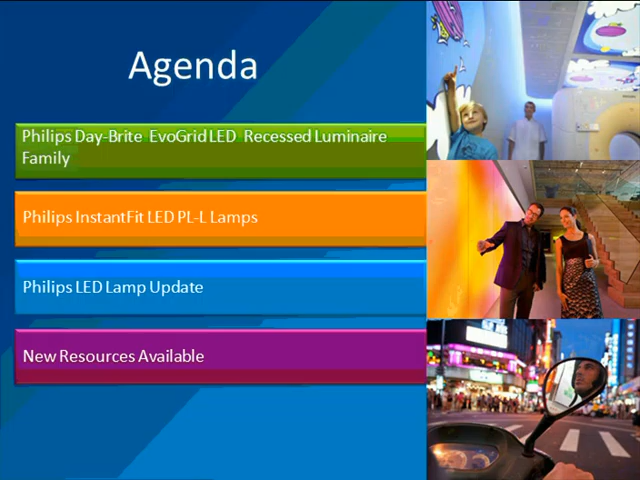 Agenda
Philips Day-Brite EvoGrid LED Recessed Luminaire
Family
Philips InstantFit LED PL-L Lamps
Philips LED Lamp Update
New Resources Available